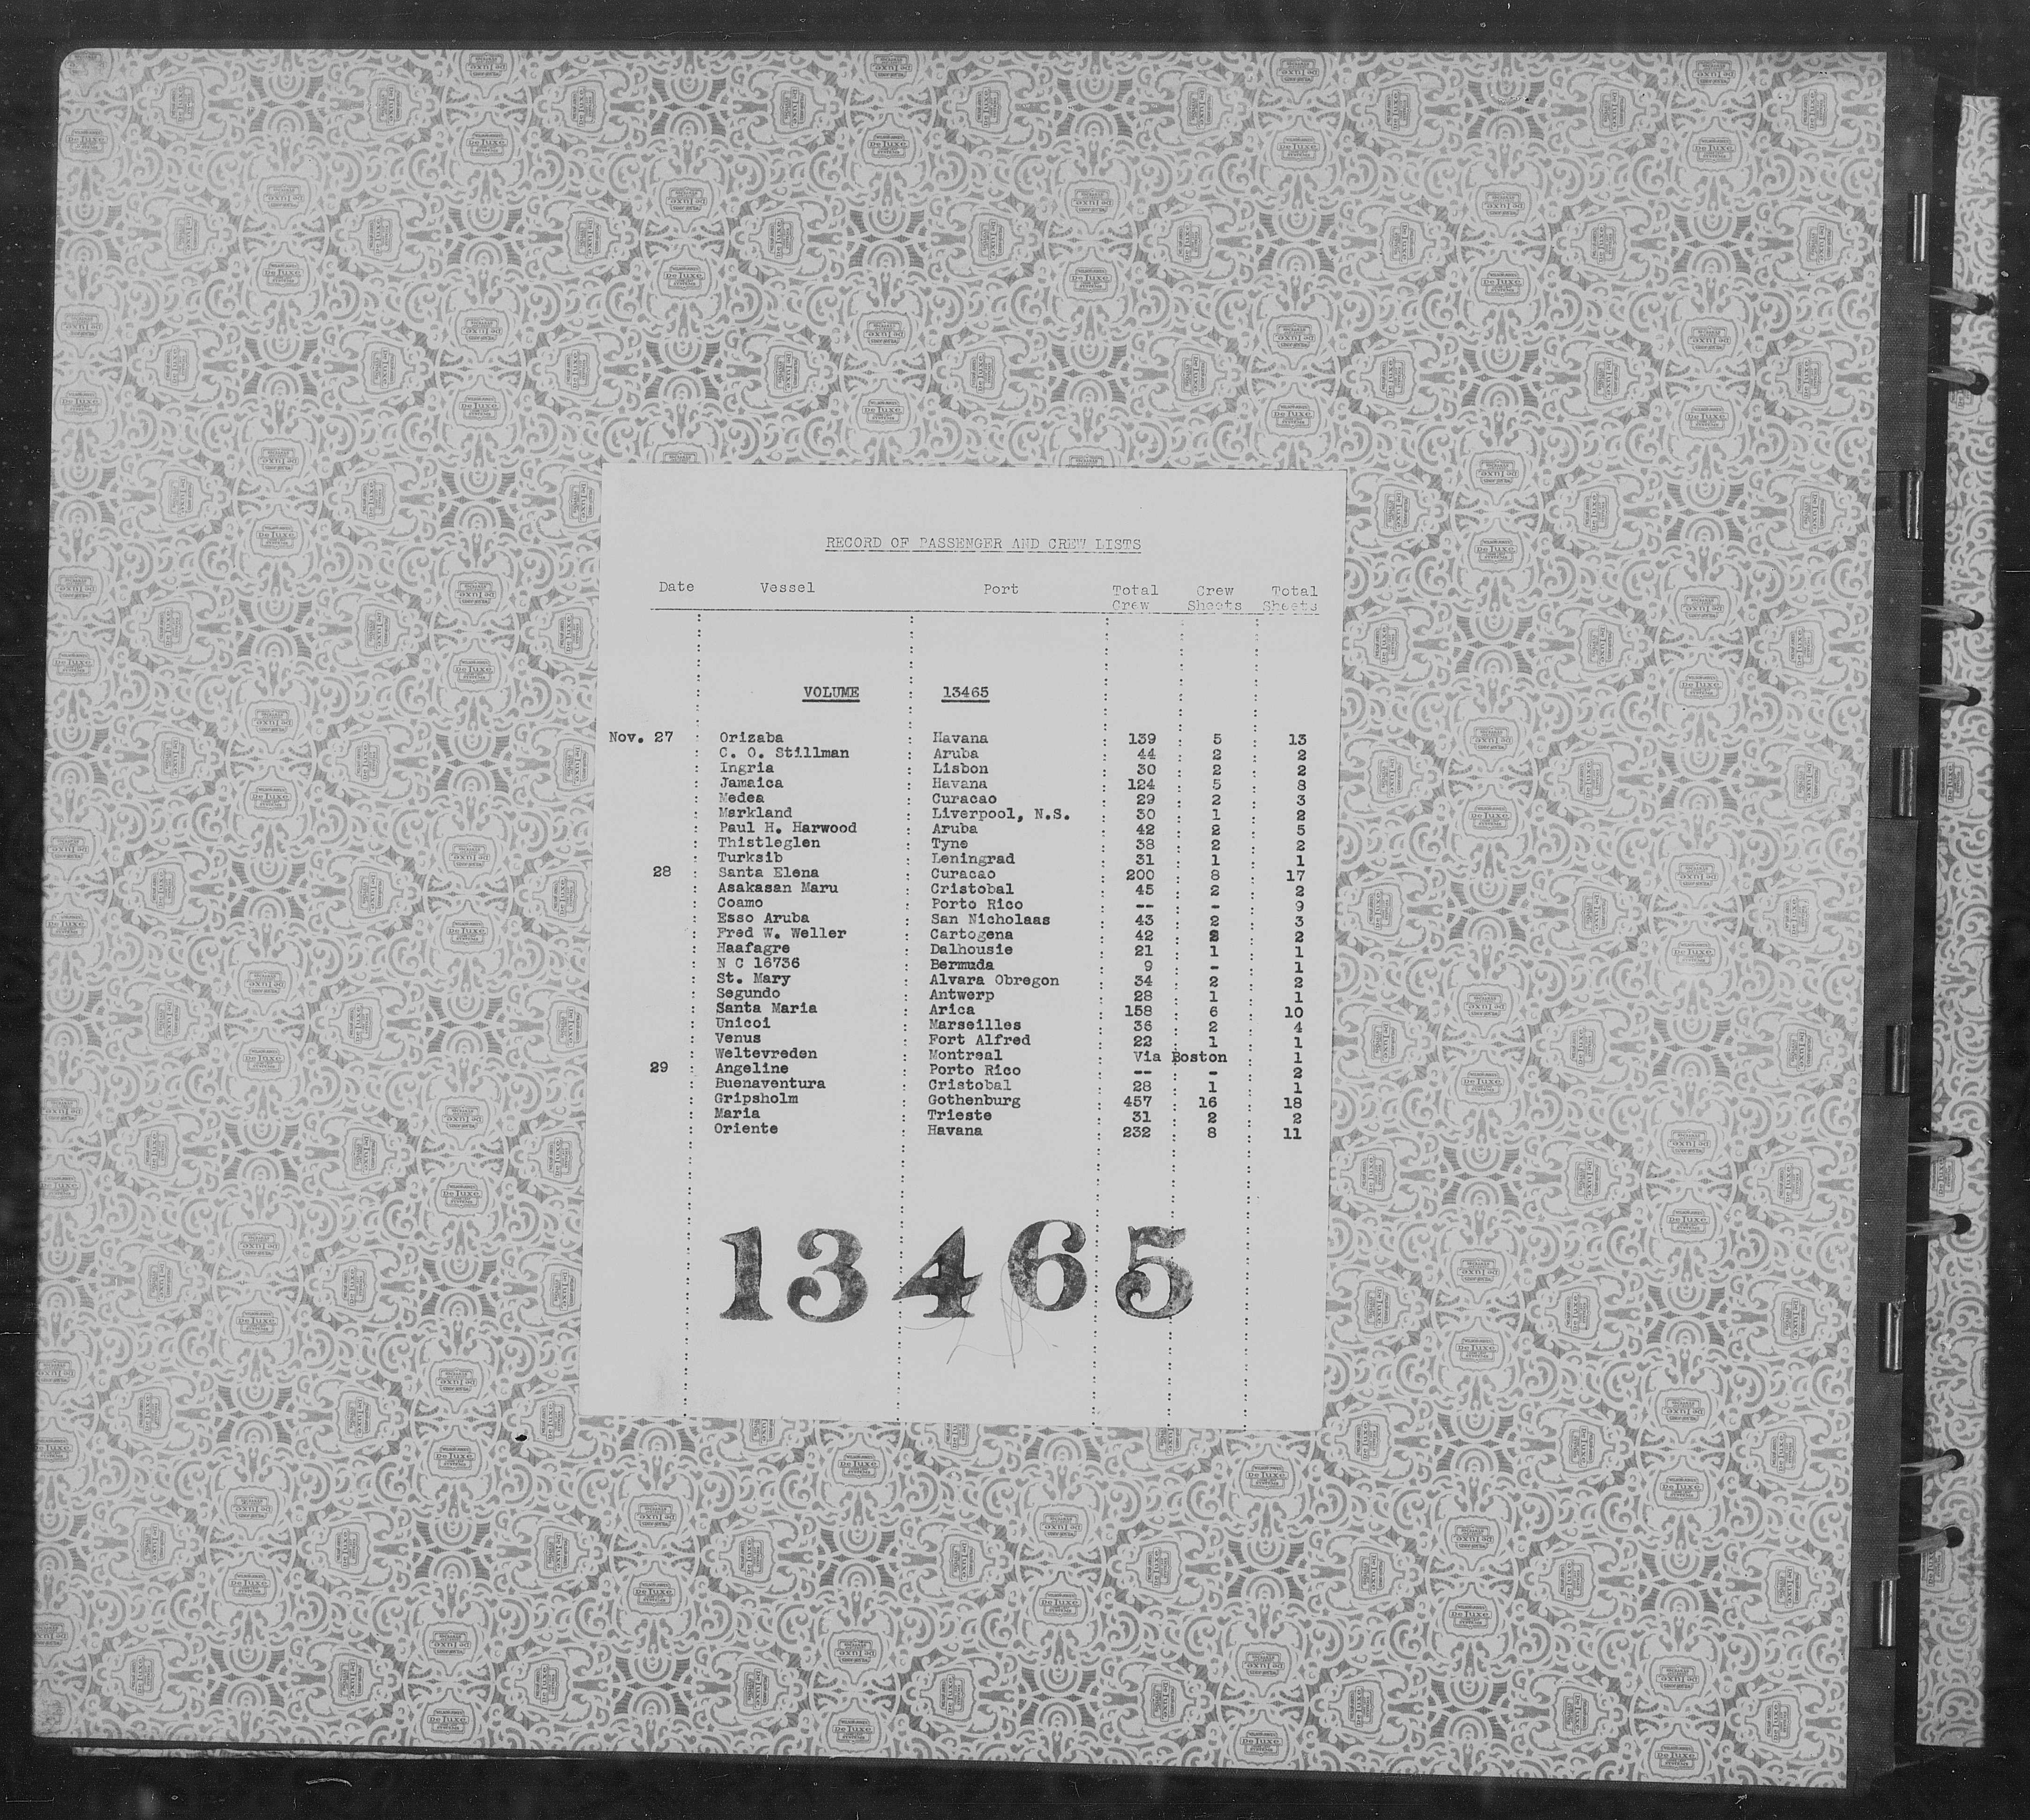 RECORD OF PASSENGER AND CREW LISTS
Date Vessel Port Total Crew Crew Sheets Total Sheets
VOLUME : 13465
Nov. 27 : Orizaba : Havana : 139 : 5 : 13
: C. O. Stillman : Aruba : 44 : 2 : 2
: Ingria : Lisbon : 30 : 2 : 2
: Jamaica : Havana : 124 : 5 : 8
: Medea : Curacao : 29 : 2 : 3
: Markland : Liverpool, N.S. : 30 : 1 : 2
: Paul H. Harwood : Aruba : 42 : 2 : 5
: Thistleglen : Tyne : 38 : 2 : 2
: Turksib : Leningrad : 31 : 1 : 1
28 : Santa Elena : Curacao : 200 : 8 : 17
: Asakasan Maru : Cristobal : 45 : 2 : 2
: Coamo : Porto Rico : -- : - : 9
: Esso Aruba : San Nicholaas : 43 : 2 : 3
: Fred W. Weller : Cartogena : 42 : 2 : 2
: Haafagre : Dalhousie : 21 : 1 : 1
: N C 16736 : Bermuda : 9 : - : 1
: St. Mary : Alvara Obregon : 34 : 2 : 2
: Segundo : Antwerp : 28 : 1 : 1
: Santa Maria : Arica : 158 : 6 : 10
: Unicoi : Marseilles : 36 : 2 : 4
: Venus : Fort Alfred : 22 : 1 : 1
: Weltevreden : Montreal : Via Boston : 1
29 : Angeline : Porto Rico : -- : - : 2
: Buenaventura : Cristobal : 28 : 1 : 1
: Gripsholm : Gothenburg : 457 : 16 : 18
: Maria : Trieste : 31 : 2 : 2
: Oriente : Havana : 232 : 8 : 11
13465
De Luxe